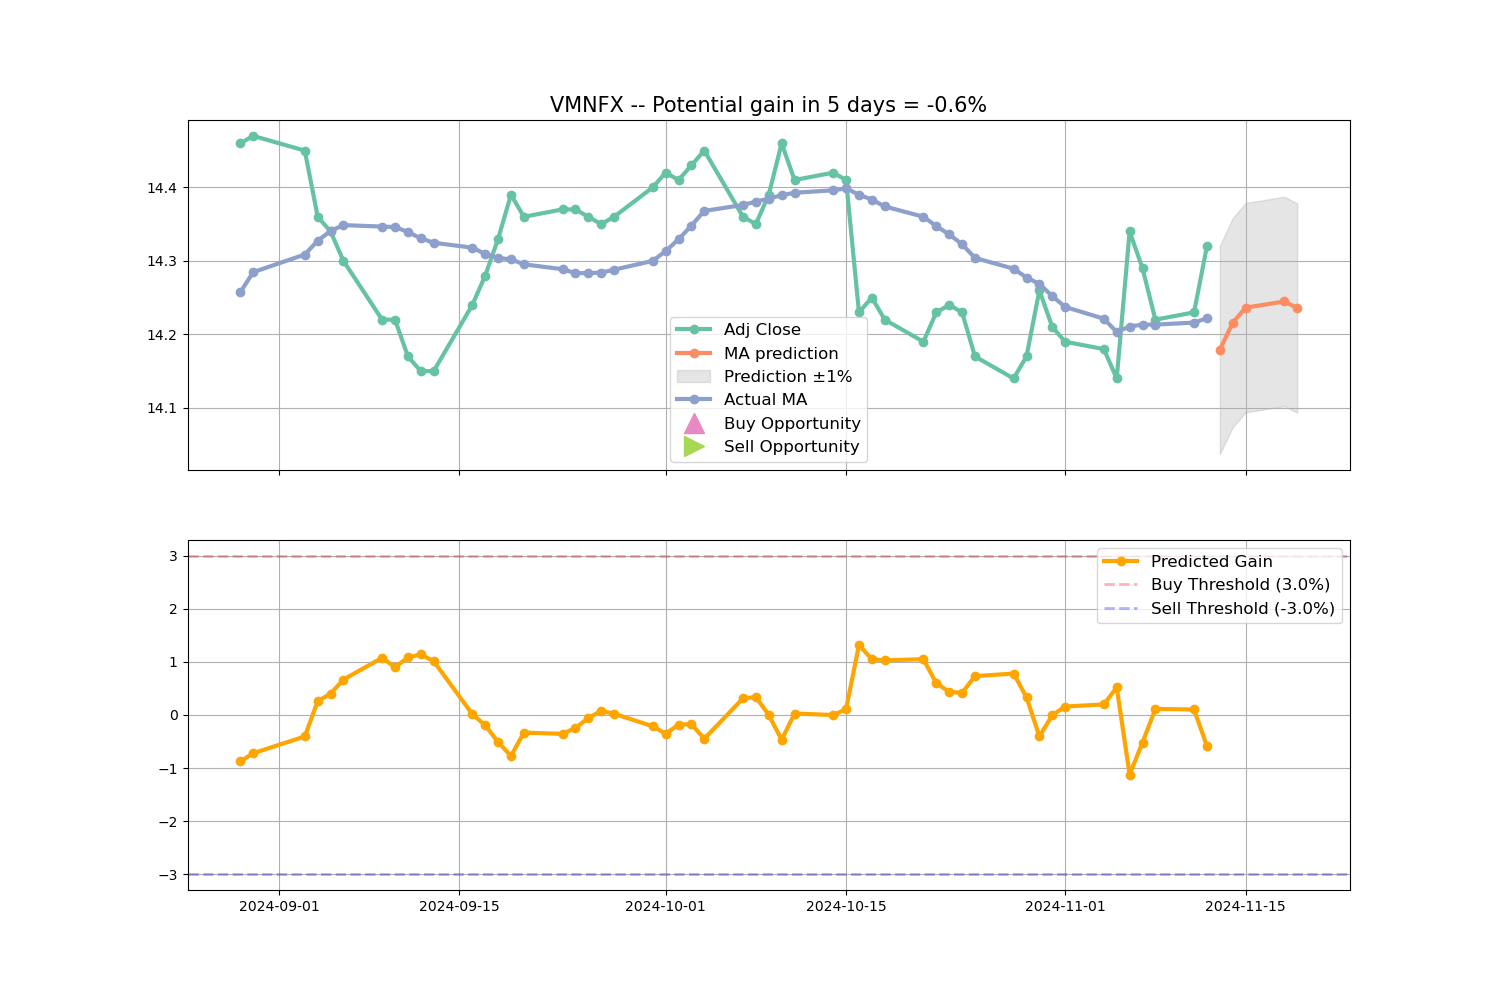 VMNFX -- Potential gain in 5 days = -0.6%
14.4
14.3
14.2
14.1
Adj Close
MA prediction
Prediction ±1%
Actual MA
Buy Opportunity
Sell Opportunity
3
2
1
0
−1
−2
−3
Predicted Gain
Buy Threshold (3.0%)
Sell Threshold (-3.0%)
2024-09-01 2024-09-15 2024-10-01 2024-10-15 2024-11-01 2024-11-15